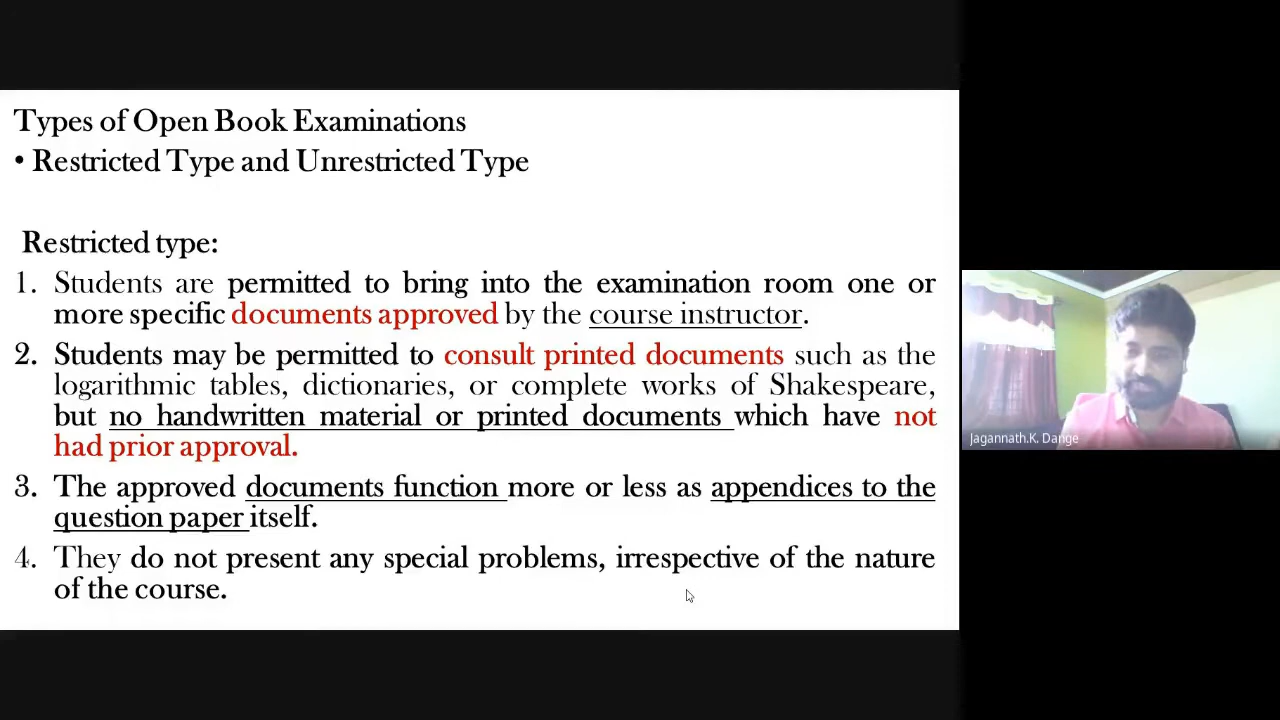 Types of Open Book Examinations
• Restricted Type and Unrestricted Type
Restricted type:
1. Students are permitted to bring into the examination room one or
more specific documents approved by the course instructor.
2. Students may be permitted to consult printed documents such as the
logarithmic tables, dictionaries, or complete works of Shakespeare,
but no handwritten material or printed documents which have not
had prior approval.
3. The approved documents function more or less as appendices to the
question paper itself.
4. They do not present any special problems, irrespective of the nature
of the course.
Jagannath.K. Dange